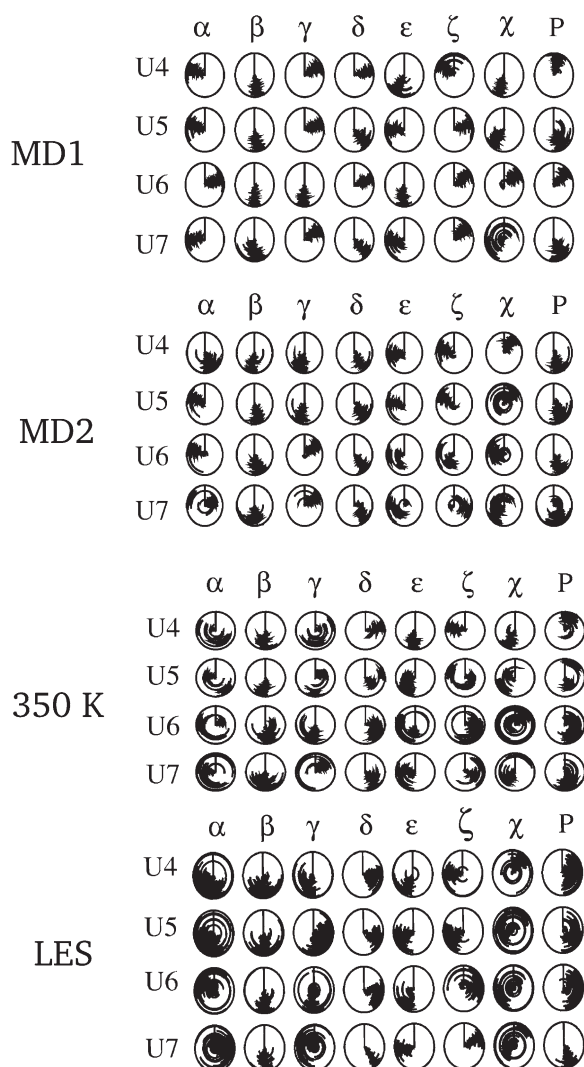 α β γ δ ε ζ χ P
U4
MD1
U5
U6
U7
α β γ δ ε ζ χ P
U4
MD2
U5
U6
U7
α β γ δ ε ζ χ P
U4
U5
350 K
U6
U7
α β γ δ ε ζ χ P
U4
U5
LES
U6
U7